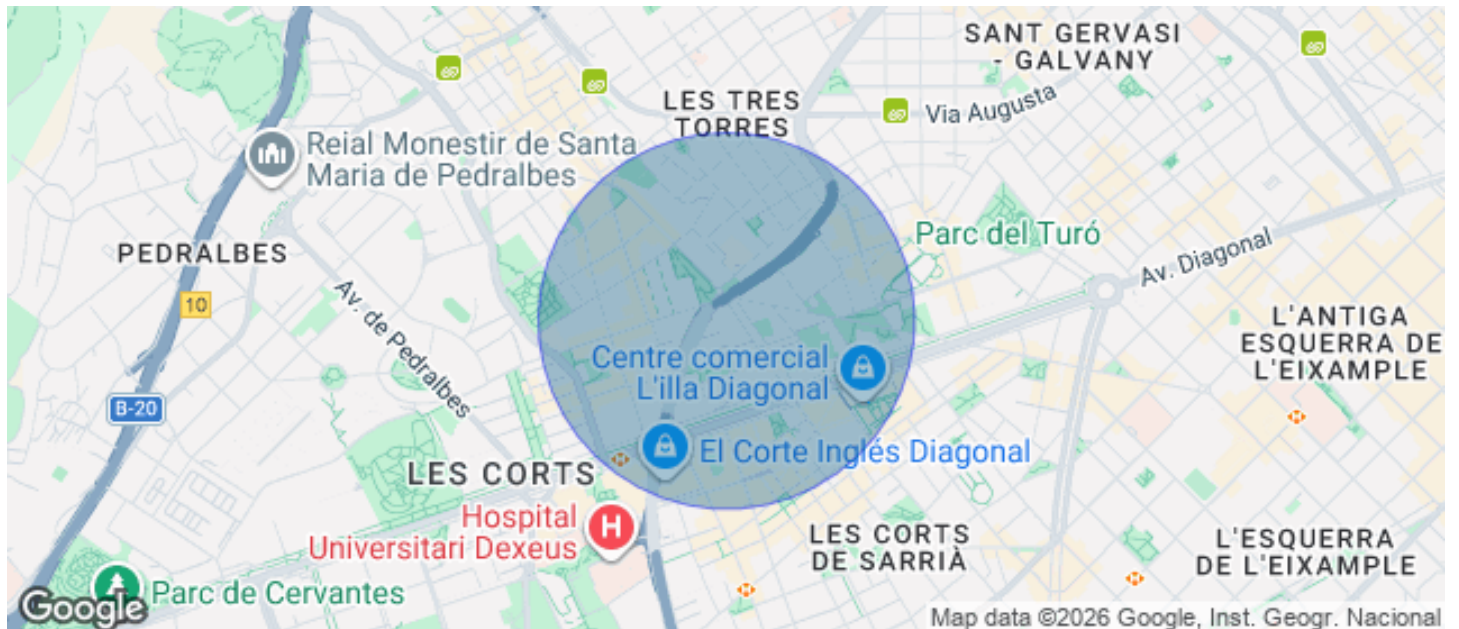 SANT GERVASI
- GALVANY
LES TRES
TORRES
Via Augusta
Reial Monestir de Santa
Maria de Pedralbes
Parc del Turó
PEDRALBES
Av. Diagonal
10
Av. de Pedralbes
L'ANTIGA
ESQUERRA DE
L'EIXAMPLE
Centre comercial
L'illa Diagonal
B-20
El Corte Inglés Diagonal
LES CORTS
Hospital
Universitari Dexeus
H
LES CORTS
DE SARRIÀ
L'ESQUERRA
DE L'EIXAMPLE
Parc de Cervantes
Google
Map data ©2026 Google, Inst. Geogr. Nacional